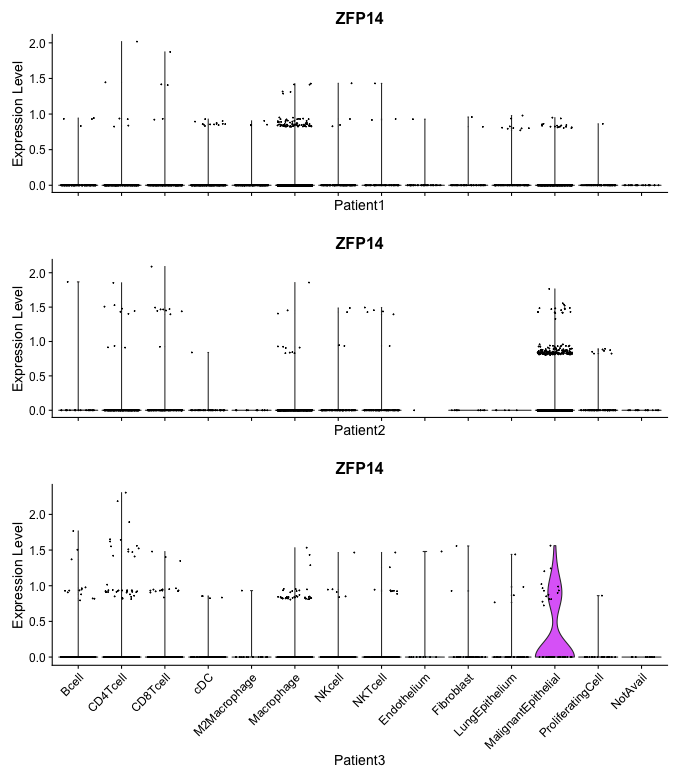 ZFP14
Expression Level
2.0
1.5
1.0
0.5
0.0
Patient1
ZFP14
Expression Level
2.0
1.5
1.0
0.5
0.0
Patient2
ZFP14
Expression Level
2.0
1.5
1.0
0.5
0.0
Bcell
CD4Tcell
CD8Tcell
cDC
M2Macrophage
Macrophage
NKcell
NKTcell
Endothelium
Fibroblast
LungEpithelium
MalignantEpithelial
ProliferatingCell
NotAvail
Patient3